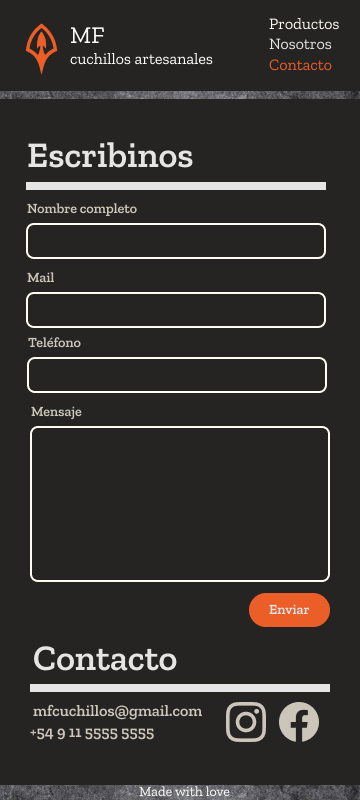 MF
cuchillos artesanales
Productos
Nosotros
Contacto
Escribinos
Nombre completo
Mail
Teléfono
Mensaje
Enviar
Contacto
mfcuchillos@gmail.com
+54 9 11 5555 5555
Made with love